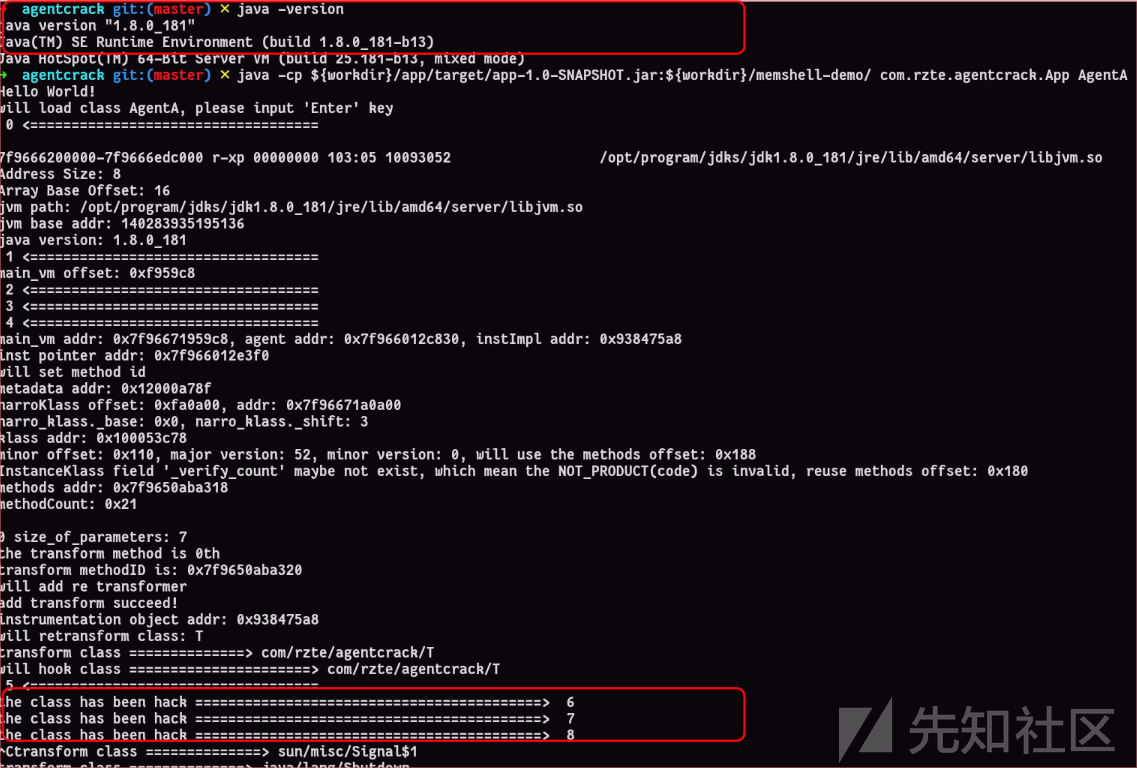 agentcrack git:(master) × java -version
java version "1.8.0_181"
Java(TM) SE Runtime Environment (build 1.8.0_181-b13)
Java HotSpot(TM) 64-Bit Server VM (build 25.181-b13, mixed mode)
→ agentcrack git:(master) × java -cp ${workdir}/app/target/app-1.0-SNAPSHOT.jar:${workdir}/memshell-demo/ com.rzte.agentcrack.App AgentA
Hello World!
will load class AgentA, please input 'Enter' key
0 <===================================
7f9666200000-7f9666edc000 r-xp 00000000 103:05 10093052 /opt/program/jdks/jdk1.8.0_181/jre/lib/amd64/server/libjvm.so
Address Size: 8
Array Base Offset: 16
jvm path: /opt/program/jdks/jdk1.8.0_181/jre/lib/amd64/server/libjvm.so
jvm base addr: 140283935195136
java version: 1.8.0_181
1 <===================================
main_vm offset: 0xf959c8
2 <===================================
3 <===================================
4 <===================================
main_vm addr: 0x7f96671959c8, agent addr: 0x7f966012c830, instImpl addr: 0x938475a8
inst pointer addr: 0x7f966012e3f0
will set method id
metadata addr: 0x12000a78f
narroKlass offset: 0xfa0a00, addr: 0x7f96671a0a00
narro_klass._base: 0x0, narro_klass._shift: 3
klass addr: 0x100053c78
minor offset: 0x110, major version: 52, minor version: 0, will use the methods offset: 0x188
InstanceKlass field '_verify_count' maybe not exist, which mean the NOT_PRODUCT(code) is invalid, reuse methods offset: 0x180
methods addr: 0x7f9650aba318
methodCount: 0x21
0 size_of_parameters: 7
the transform method is 0th
transform methodID is: 0x7f9650aba320
will add re transformer
add transform succeed!
instrumentation object addr: 0x938475a8
will retransform class: T
transform class ==============> com/rzte/agentcrack/T
will hook class ======================> com/rzte/agentcrack/T
5 <===================================
the class has been hack ==========================================> 6
the class has been hack ==========================================> 7
the class has been hack ==========================================> 8
^Ctransform class ==============> sun/misc/Signal$1
transform class ==============> java/lang/Shutdown
先知社区